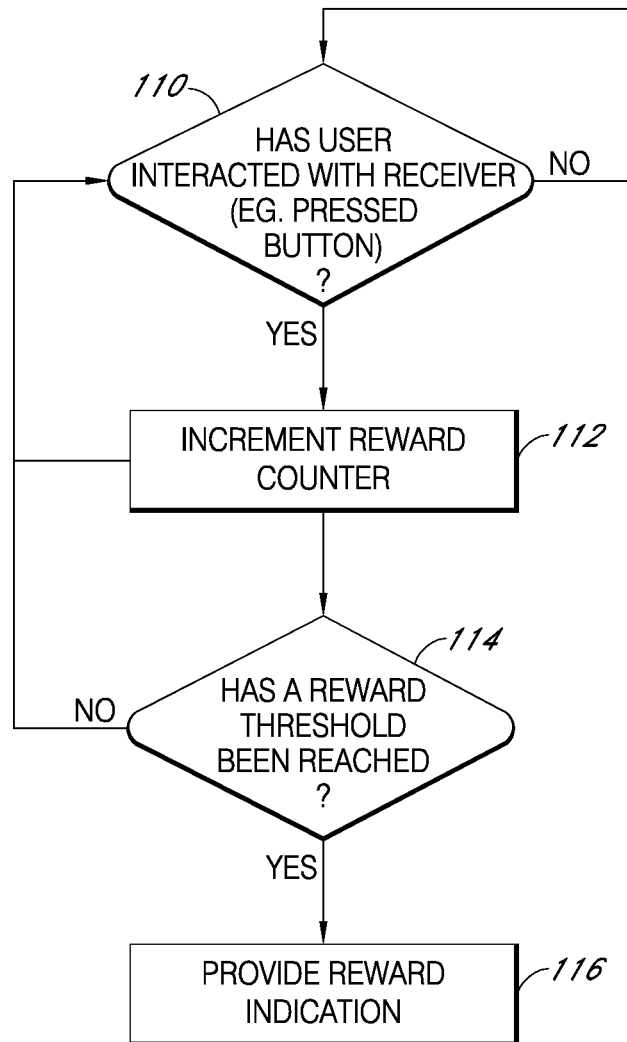 110
HAS USER
INTERACTED WITH RECEIVER
(EG. PRESSED
BUTTON)
?
NO
YES
INCREMENT REWARD
COUNTER
112
114
HAS A REWARD
THRESHOLD
BEEN REACHED
?
NO
YES
PROVIDE REWARD
INDICATION
116